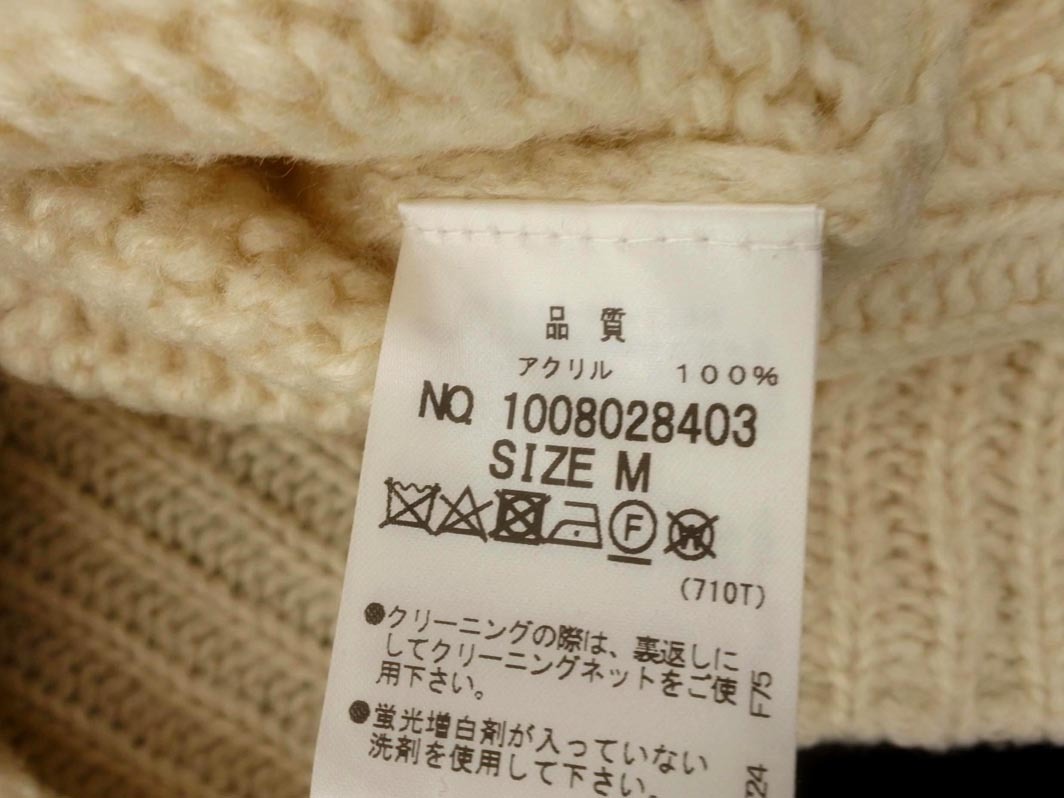 品質
アクリル 100%
NO. 1008028403
SIZE M
F
W
(710T)
●クリーニングの際は、裏返しに
してクリーニングネットをご使
用下さい。
●蛍光増白剤が入っていない
洗剤を使用して下さい。
F75